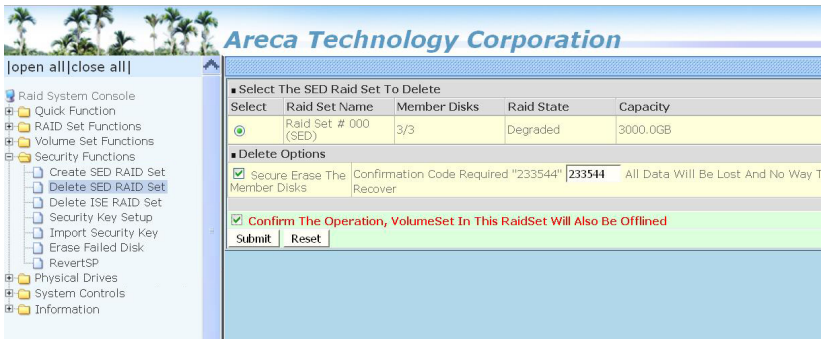 Areca Technology Corporation
|open all|close all|
Raid System Console
Quick Function
RAID Set Functions
Volume Set Functions
Security Functions
Create SED RAID Set
Delete SED RAID Set
Delete ISE RAID Set
Security Key Setup
Import Security Key
Erase Failed Disk
RevertSP
Physical Drives
System Controls
Information
Select The SED Raid Set To Delete
Select Raid Set Name Member Disks Raid State Capacity
Raid Set # 000
(SED) 3/3 Degraded 3000.0GB
Delete Options
Secure Erase The Confirmation Code Required "233544" 233544 All Data Will Be Lost And No Way T
Member Disks Recover
Confirm The Operation, VolumeSet In This RaidSet Will Also Be Offlined
Submit Reset